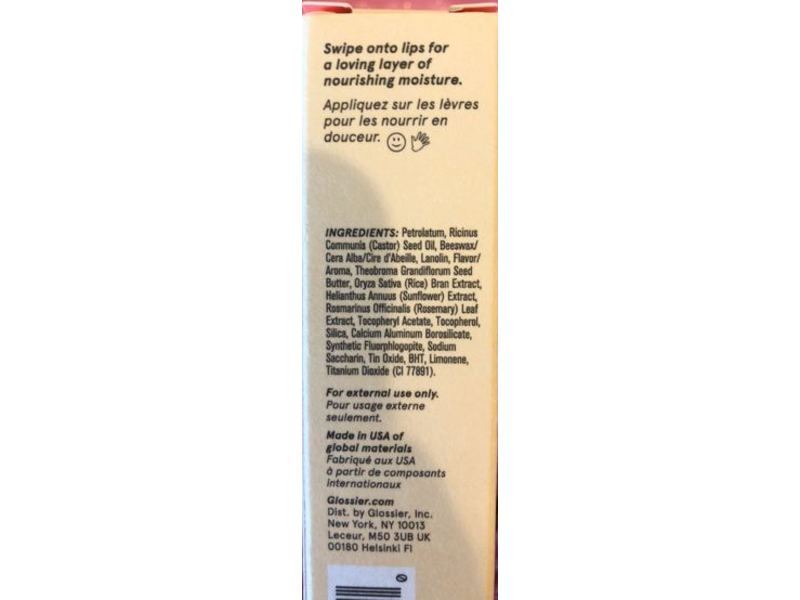 Swipe onto lips for
a loving layer of
nourishing moisture.
Appliquez sur les lèvres
pour les nourrir en
douceur.
INGREDIENTS: Petrolatum, Ricinus
Communis (Castor) Seed Oil, Beeswax/
Cera Alba/Cire d'Abeille, Lanolin, Flavor/
Aroma, Theobroma Grandiflorum Seed
Butter, Oryza Sativa (Rice) Bran Extract,
Helianthus Annuus (Sunflower) Extract,
Rosmarinus Officinalis (Rosemary) Leaf
Extract, Tocopheryl Acetate, Tocopherol,
Silica, Calcium Aluminum Borosilicate,
Synthetic Fluorphlogopite, Sodium
Saccharin, Tin Oxide, BHT, Limonene,
Titanium Dioxide (CI 77891).
For external use only.
Pour usage externe
seulement.
Made in USA of
global materials
Fabriqué aux USA
à partir de composants
internationaux
Glossier.com
Dist. by Glossier, Inc.
New York, NY 10013
Leceur, M50 3UB UK
00180 Helsinki FI